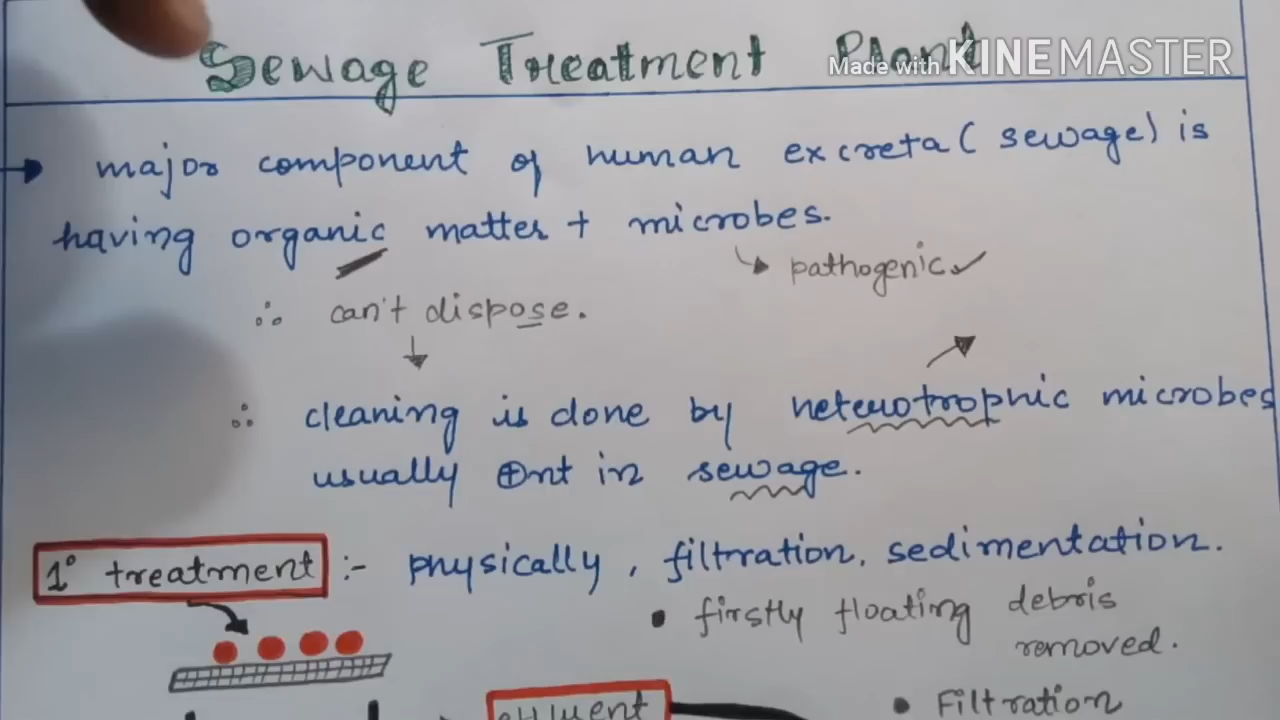 Sewage Treatment Plant
Made with KINEMASTER
major component of human excreta (sewage) is
having organic matter + microbes.
pathogenic ✓
∴ can't dispose.
∴ cleaning is done by heterotrophic microbes
usually ⊕nt in sewage.
1° treatment :- physically, filtration, sedimentation.
• firstly floating debris
removed.
• Filtration
effluent